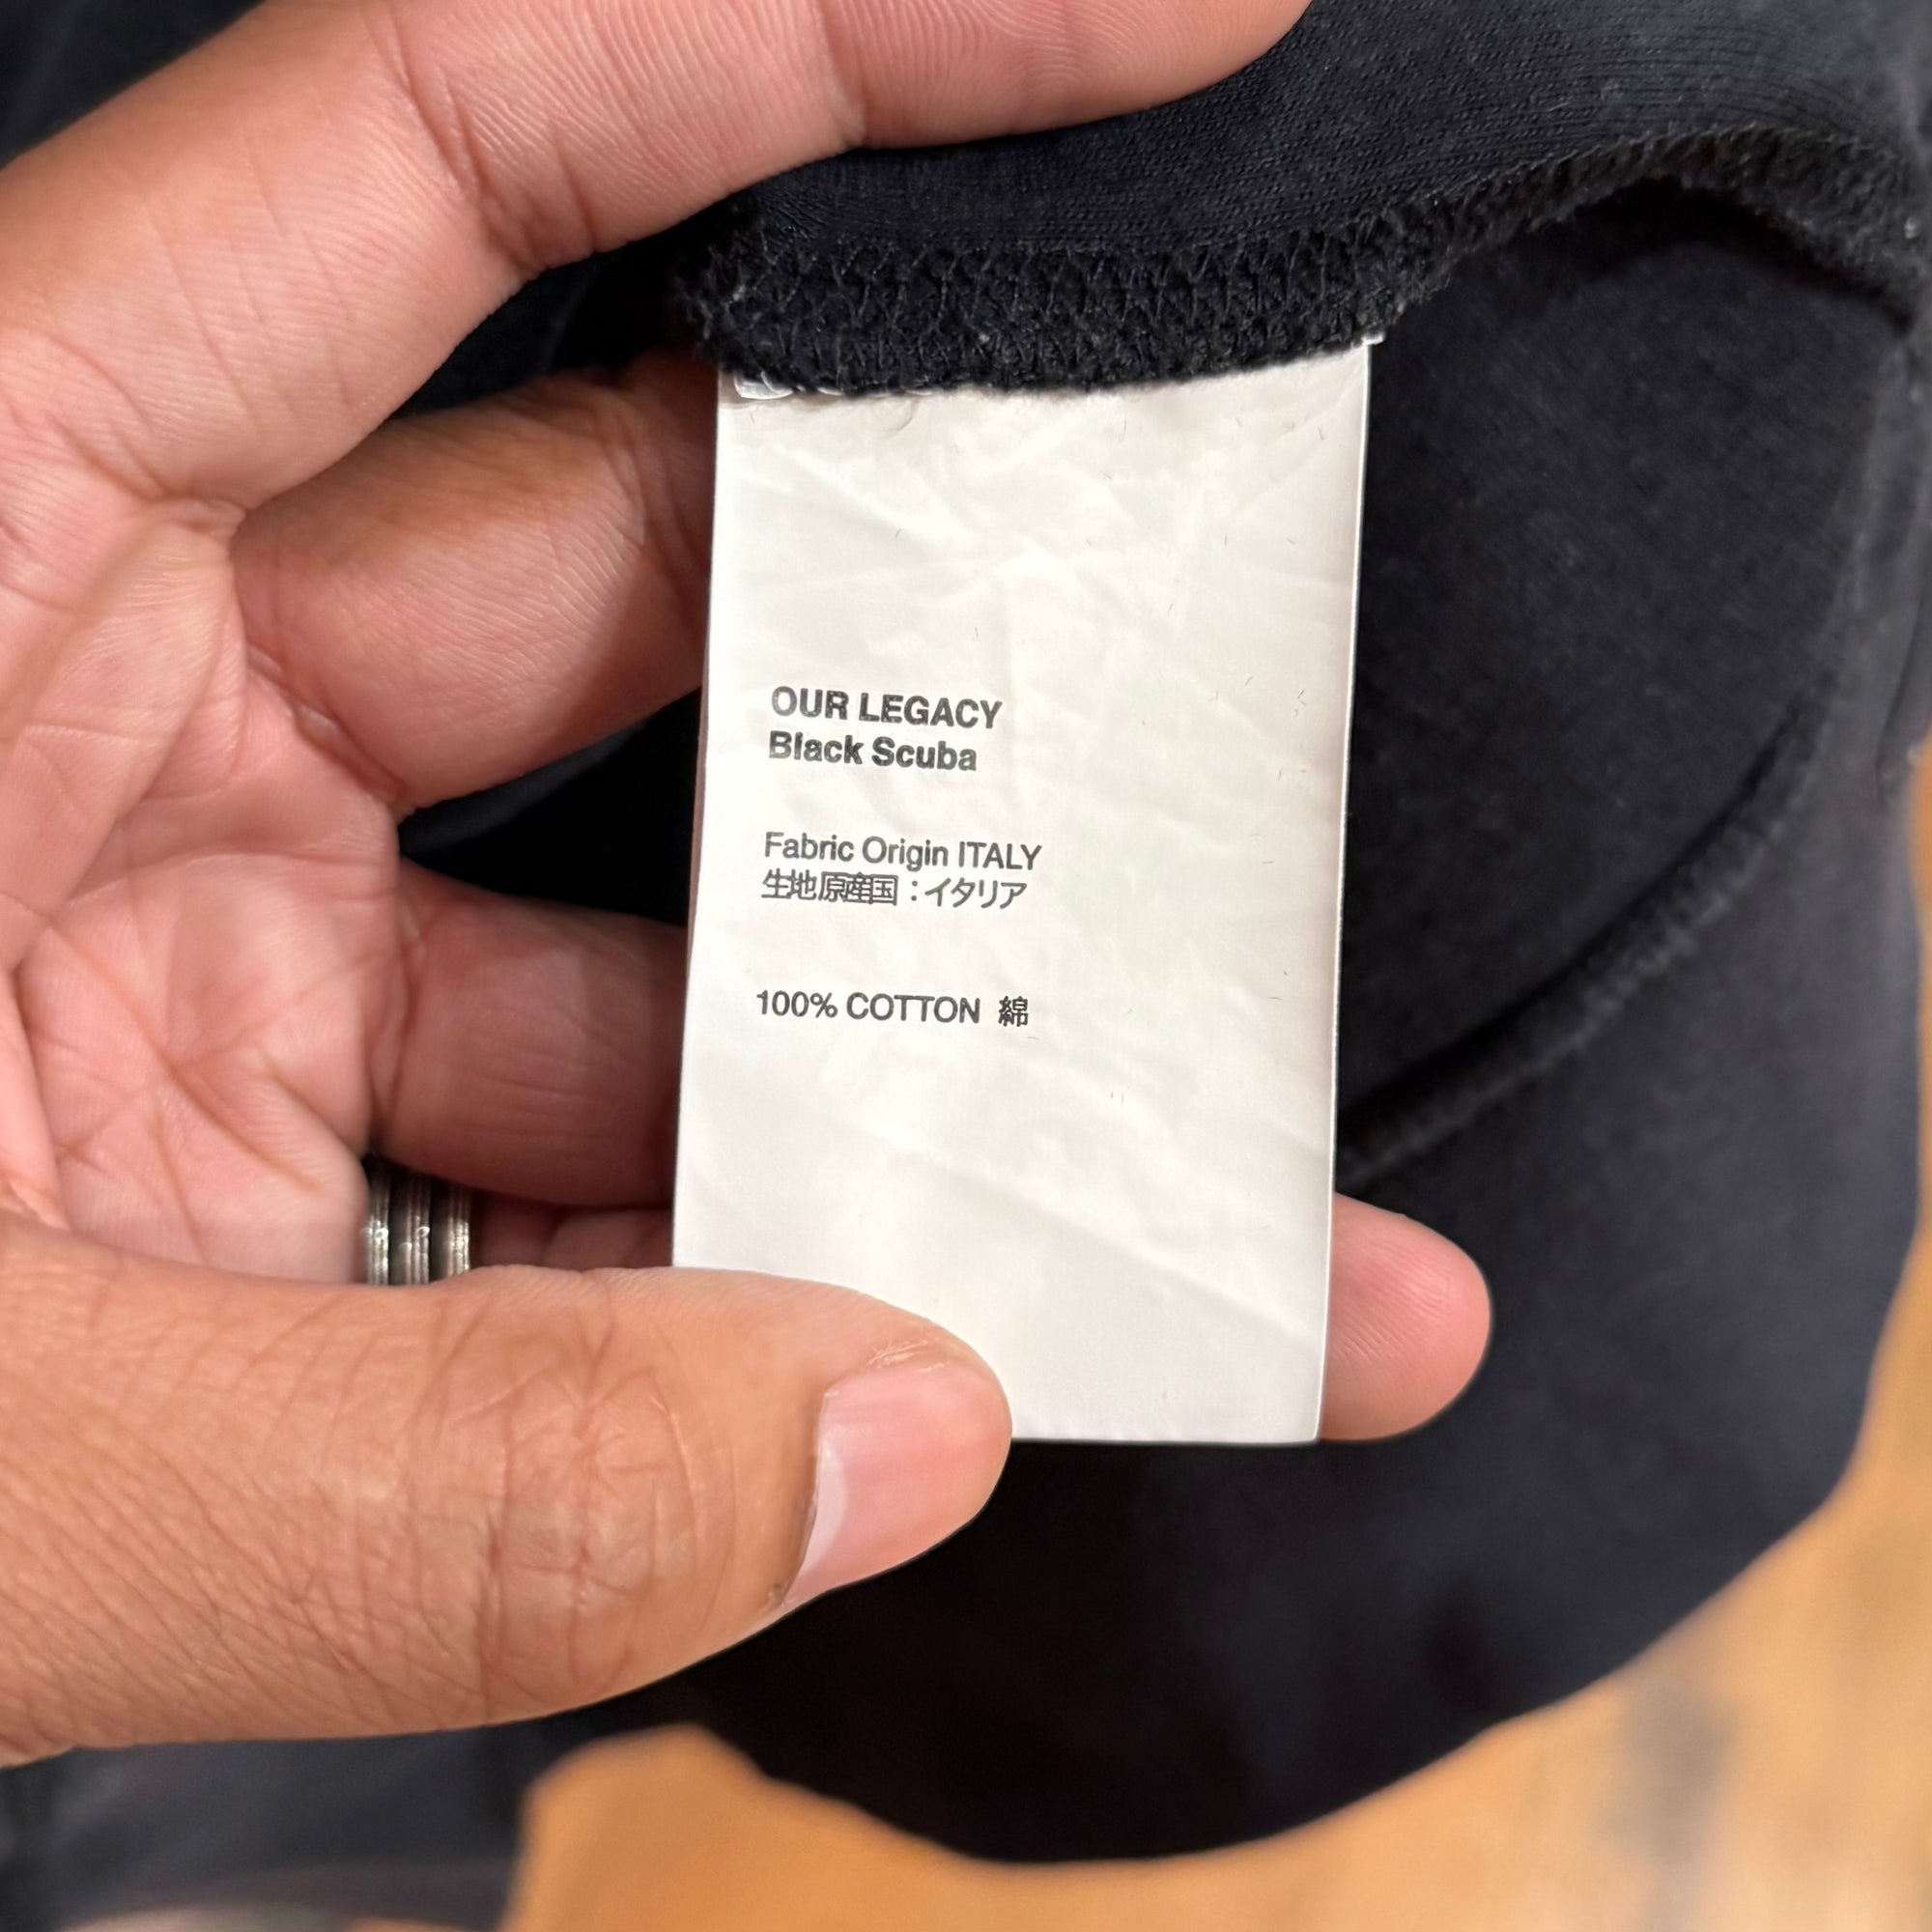 OUR LEGACY
Black Scuba
Fabric Origin ITALY
生地原産国：イタリア
100% COTTON 綿